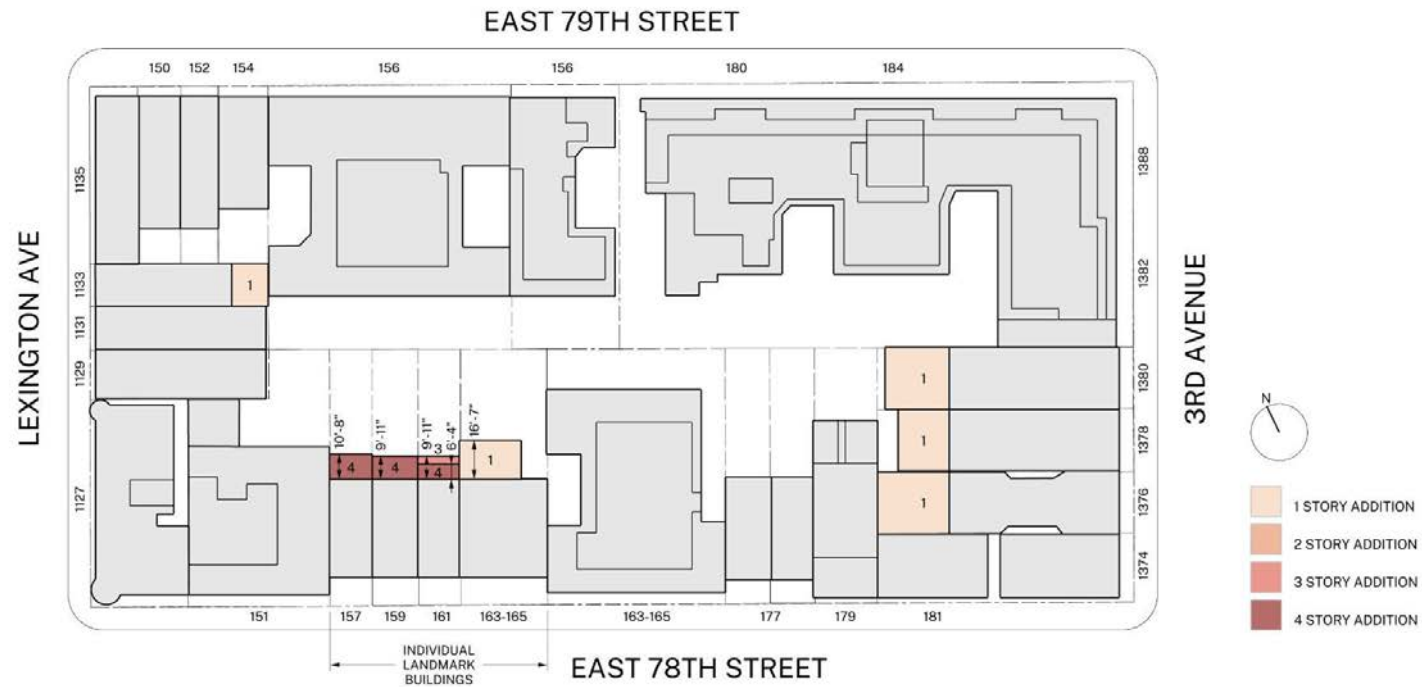 EAST 79TH STREET
150 152 154 156 156 180 184
LEXINGTON AVE
1135
1133
1131
1129
1127
3RD AVENUE
1388
1382
1380
1378
1376
1374
N
1
1
1
1
10'-8"
9'-11"
9'-11"
6'-4"
16'-7"
4
4
3
4
1
1 STORY ADDITION
2 STORY ADDITION
3 STORY ADDITION
4 STORY ADDITION
151 157 159 161 163-165 163-165 177 179 181
INDIVIDUAL
LANDMARK
BUILDINGS
EAST 78TH STREET